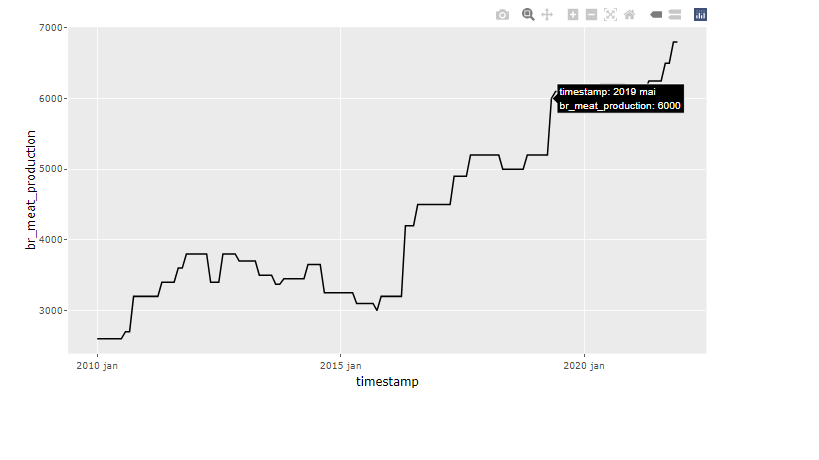 7000
6000
5000
4000
3000
br_meat_production
timestamp: 2019 mai
br_meat_production: 6000
2010 jan
2015 jan
2020 jan
timestamp